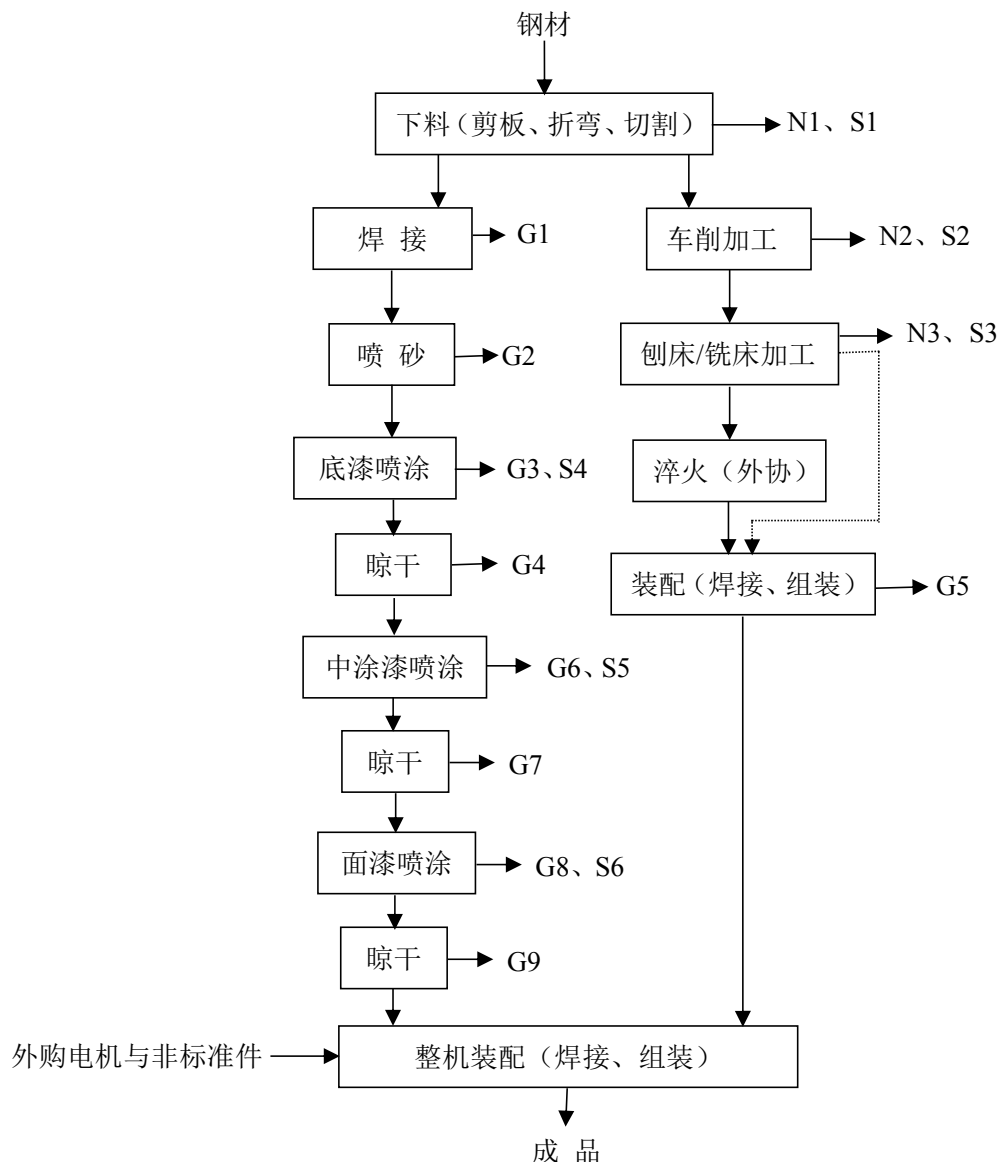 钢材
下料（剪板、折弯、切割）
N1、S1
焊 接
G1
车削加工
N2、S2
喷 砂
G2
刨床/铣床加工
N3、S3
底漆喷涂
G3、S4
淬火（外协）
晾干
G4
装配（焊接、组装）
G5
中涂漆喷涂
G6、S5
晾干
G7
面漆喷涂
G8、S6
晾干
G9
外购电机与非标准件
整机装配（焊接、组装）
成 品